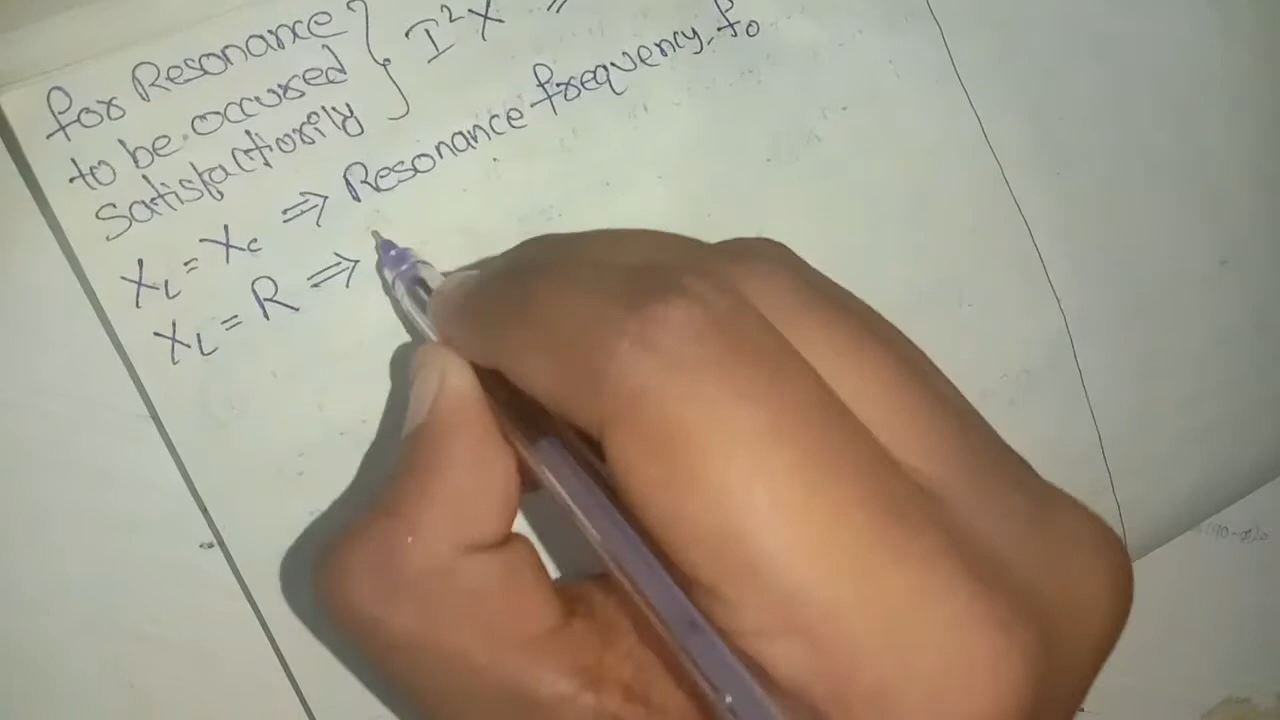 for Resonance
to be occured
Satisfactorily } I²X =
X_L = X_c ⇒ Resonance frequency, f₀
X_L = R ⇒